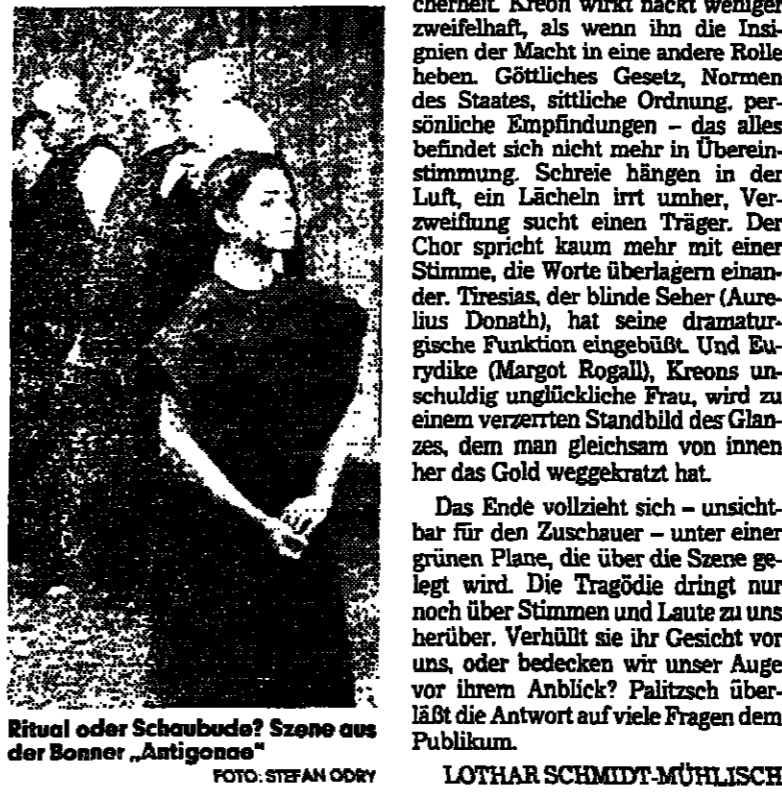 cherheit. Kreon wirkt nackt weniger
zweifelhaft, als wenn ihn die Insi-
gnien der Macht in eine andere Rolle
heben. Göttliches Gesetz, Normen
des Staates, sittliche Ordnung, per-
sönliche Empfindungen – das alles
befindet sich nicht mehr in Überein-
stimmung. Schreie hängen in der
Luft, ein Lächeln irrt umher, Ver-
zweiflung sucht einen Träger. Der
Chor spricht kaum mehr mit einer
Stimme, die Worte überlagern einan-
der. Tiresias, der blinde Seher (Aure-
lius Donath), hat seine dramatur-
gische Funktion eingebüßt. Und Eu-
rydike (Margot Rogall), Kreons un-
schuldig unglückliche Frau, wird zu
einem verzerrten Standbild des Glan-
zes, dem man gleichsam von innen
her das Gold weggekratzt hat.
Das Ende vollzieht sich – unsicht-
bar für den Zuschauer – unter einer
grünen Plane, die über die Szene ge-
legt wird. Die Tragödie dringt nur
noch über Stimmen und Laute zu uns
herüber. Verhüllt sie ihr Gesicht vor
uns, oder bedecken wir unser Auge
vor ihrem Anblick? Palitzsch über-
läßt die Antwort auf viele Fragen dem
Publikum.
LOTHAR SCHMIDT-MÜHLISCH
Ritual oder Schaubude? Szene aus
der Bonner „Antigonae"
FOTO: STEFAN ODRY